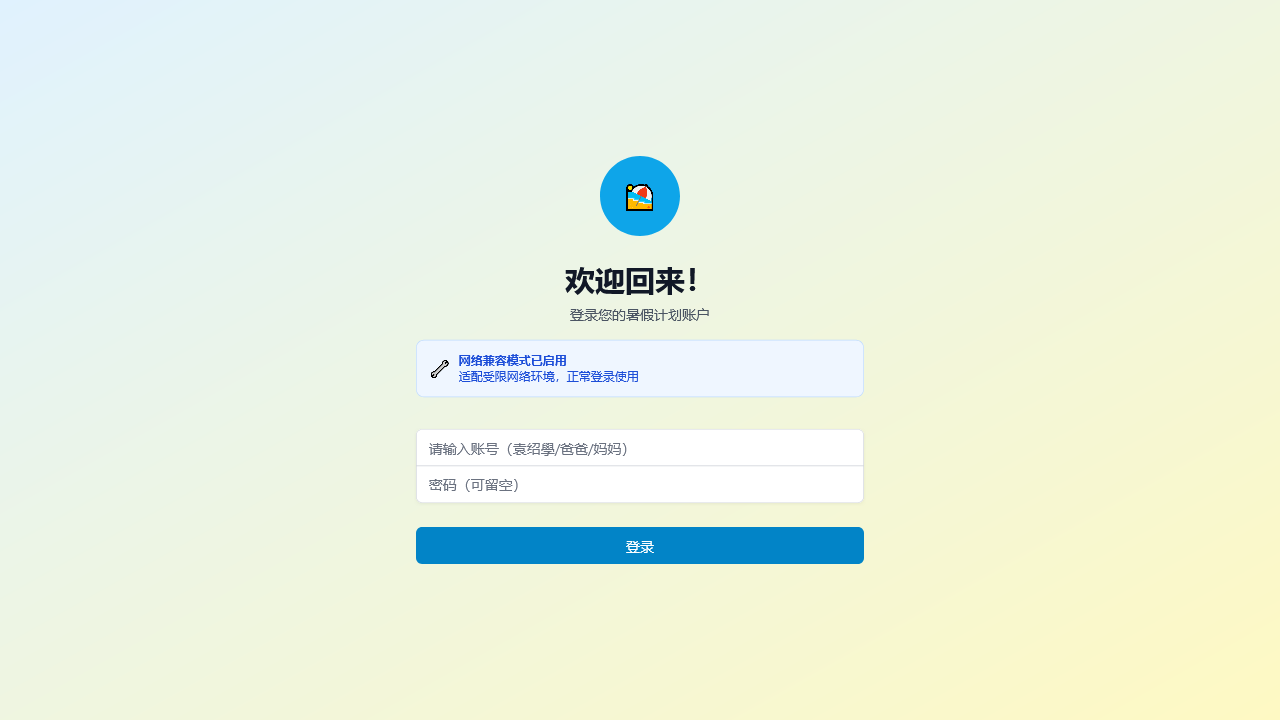 欢迎回来！
登录您的暑假计划账户
网络兼容模式已启用
适配受限网络环境，正常登录使用
请输入账号（袁绍學/爸爸/妈妈）
密码（可留空）
登录